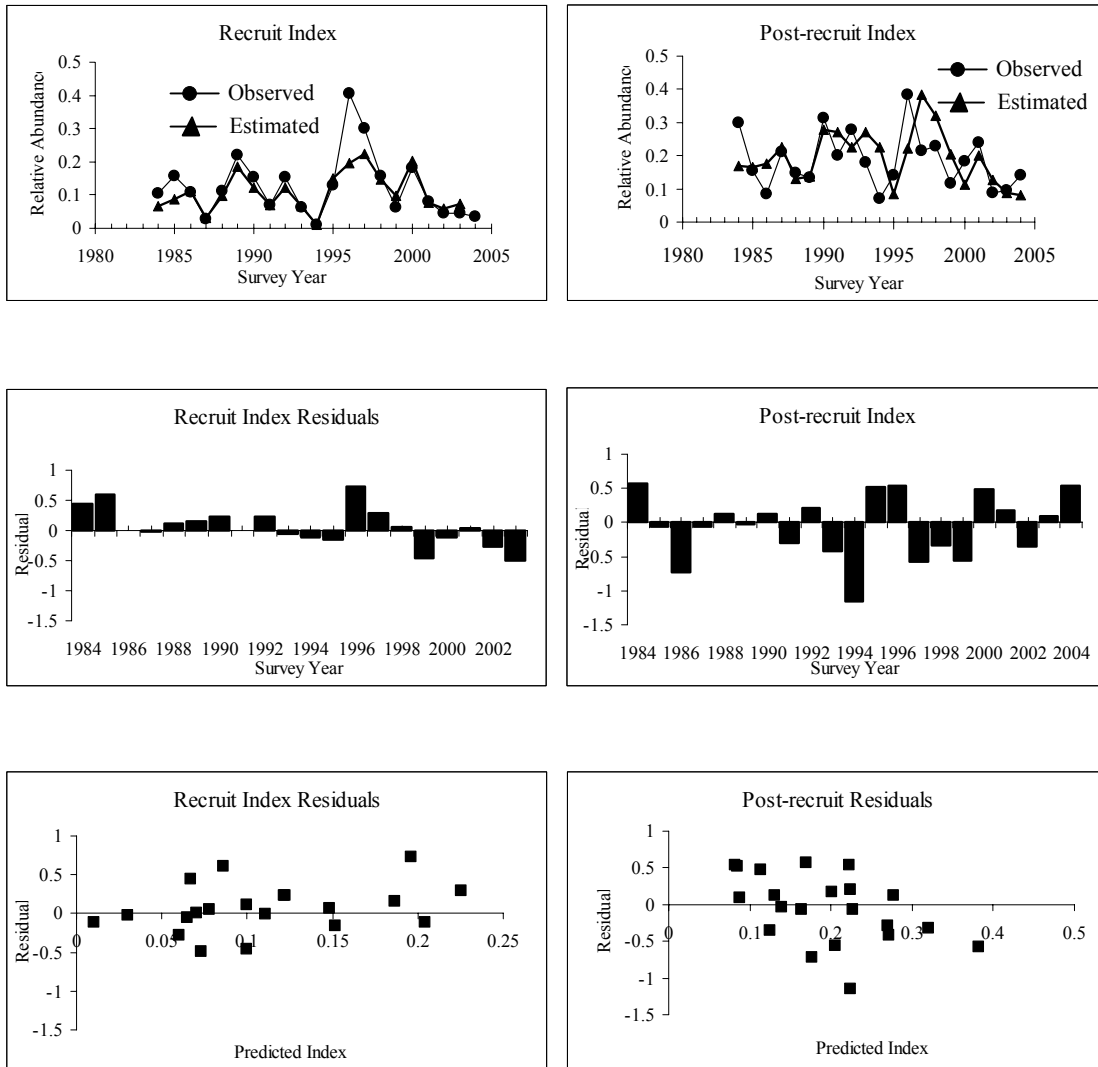 Recruit Index
Relative Abundance
0.5
0.4
0.3
0.2
0.1
0
Observed
Estimated
1980 1985 1990 1995 2000 2005
Survey Year
Post-recruit Index
Relative Abundance
0.5
0.4
0.3
0.2
0.1
0
Observed
Estimated
1980 1985 1990 1995 2000 2005
Survey Year
Recruit Index Residuals
Residual
1
0.5
0
-0.5
-1
-1.5
1984 1986 1988 1990 1992 1994 1996 1998 2000 2002
Survey Year
Post-recruit Index
Residual
1
0.5
0
-0.5
-1
-1.5
1984 1986 1988 1990 1992 1994 1996 1998 2000 2002 2004
Survey Year
Recruit Index Residuals
Residual
1
0.5
0
-0.5
-1
-1.5
0 0.05 0.1 0.15 0.2 0.25
Predicted Index
Post-recruit Residuals
Residual
1
0.5
0
-0.5
-1
-1.5
0 0.1 0.2 0.3 0.4 0.5
Predicted Index